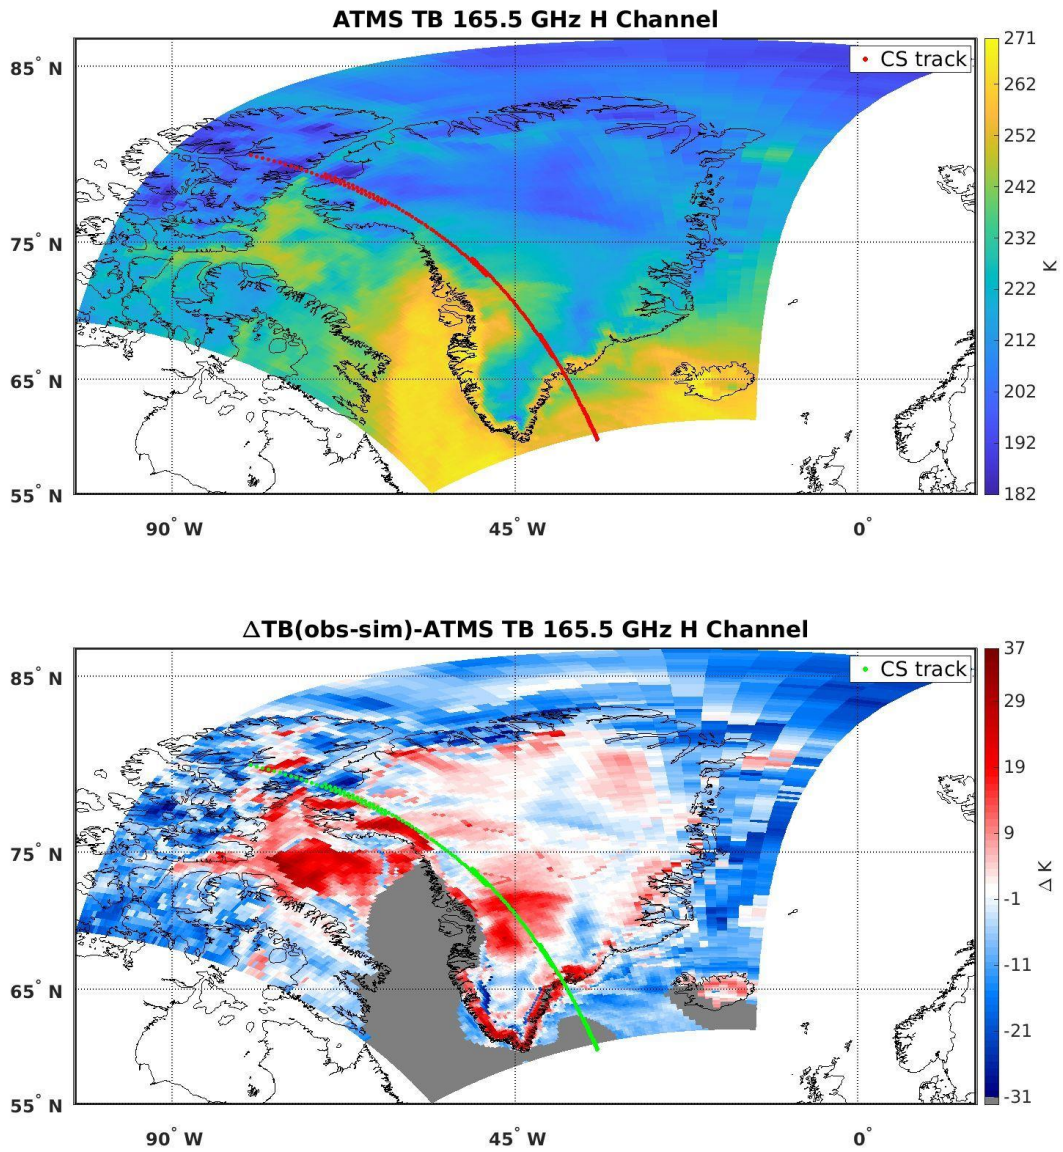 ATMS TB 165.5 GHz H Channel
CS track
85° N
75° N
65° N
55° N
90° W
45° W
0°
271
262
252
242
232
222
212
202
192
182
K
ΔTB(obs-sim)-ATMS TB 165.5 GHz H Channel
CS track
85° N
75° N
65° N
55° N
90° W
45° W
0°
37
29
19
9
-1
-11
-21
-31
Δ K